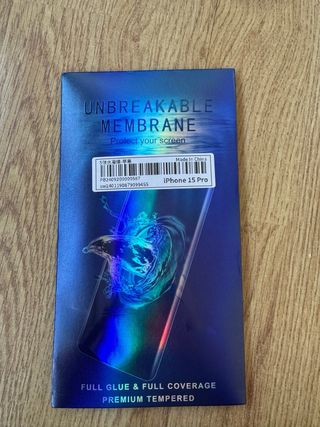 UNBREAKABLE
MEMBRANE
Protect your screen
Made In China
iPhone 15 Pro
FULL GLUE & FULL COVERAGE
PREMIUM TEMPERED